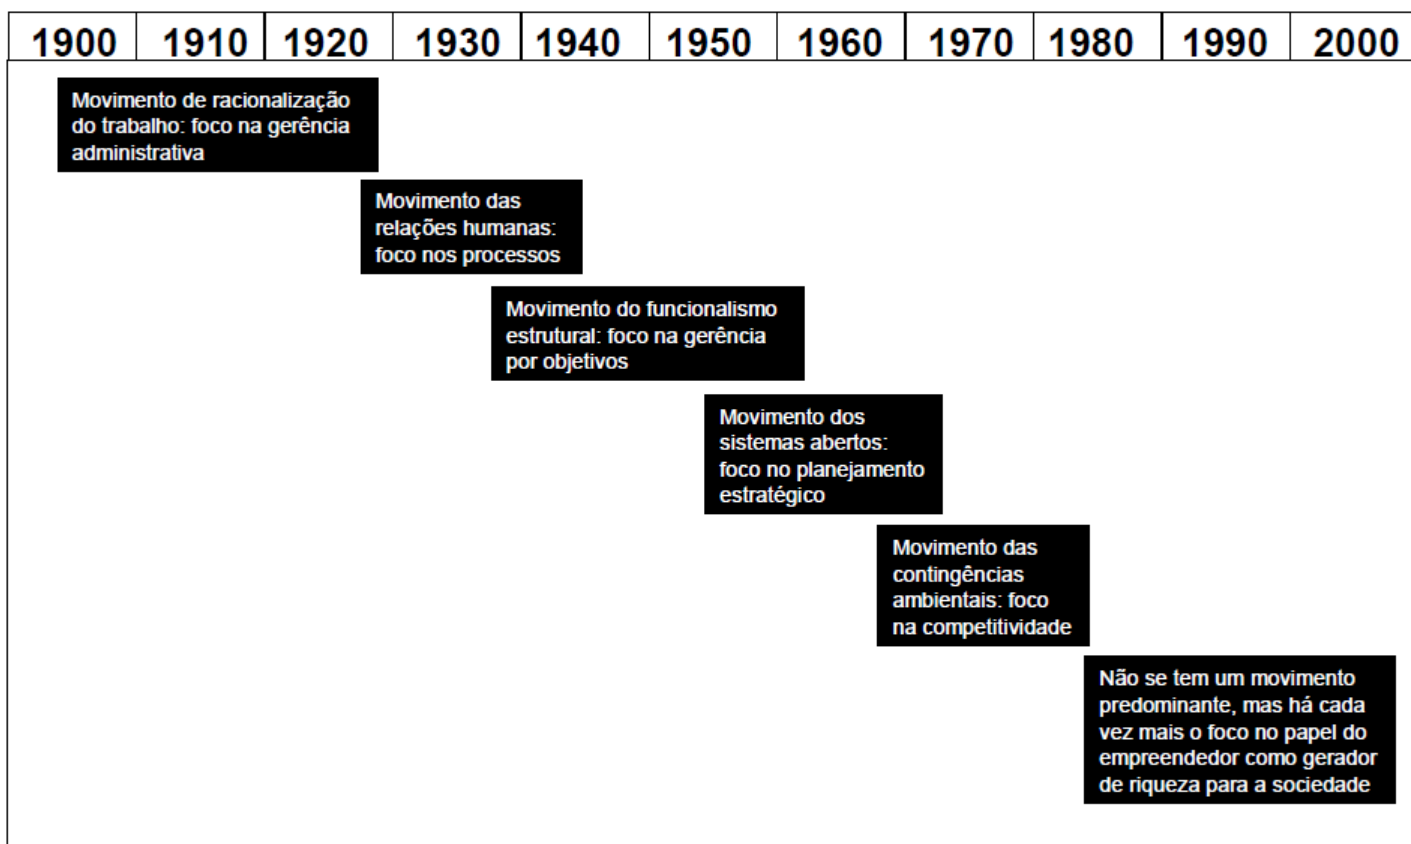 1900 1910 1920 1930 1940 1950 1960 1970 1980 1990 2000
Movimento de racionalização
do trabalho: foco na gerência
administrativa
Movimento das
relações humanas:
foco nos processos
Movimento do funcionalismo
estrutural: foco na gerência
por objetivos
Movimento dos
sistemas abertos:
foco no planejamento
estratégico
Movimento das
contingências
ambientais: foco
na competitividade
Não se tem um movimento
predominante, mas há cada
vez mais o foco no papel do
empreendedor como gerador
de riqueza para a sociedade